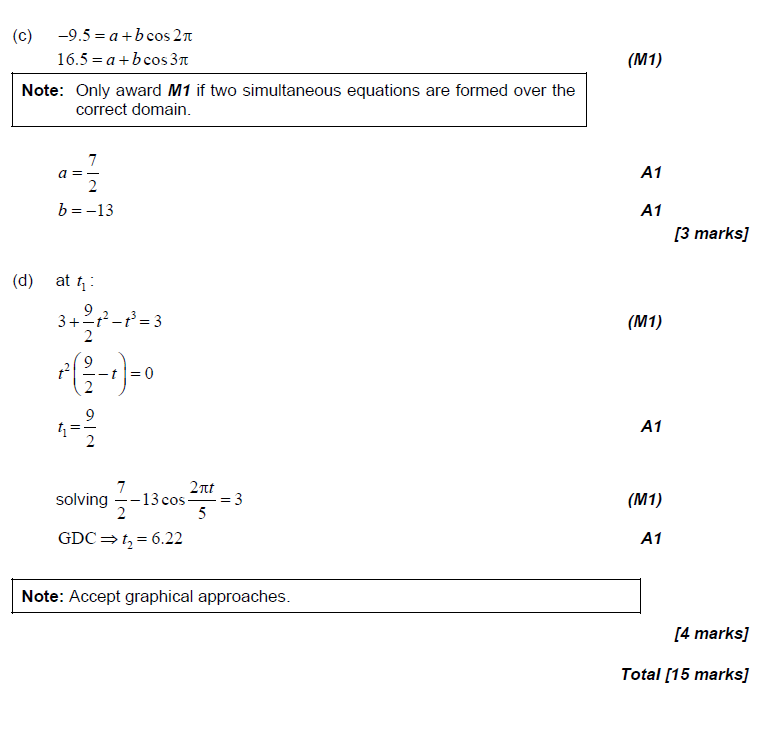 (c) −9.5 = a + b cos 2π
16.5 = a + b cos 3π (M1)
Note: Only award M1 if two simultaneous equations are formed over the
correct domain.
a = 7/2 A1
b = −13 A1
[3 marks]
(d) at t₁ :
3 + 9/2 t² − t³ = 3 (M1)
t² (9/2 − t) = 0
t₁ = 9/2 A1
solving 7/2 − 13 cos 2πt/5 = 3 (M1)
GDC ⇒ t₂ = 6.22 A1
Note: Accept graphical approaches.
[4 marks]
Total [15 marks]